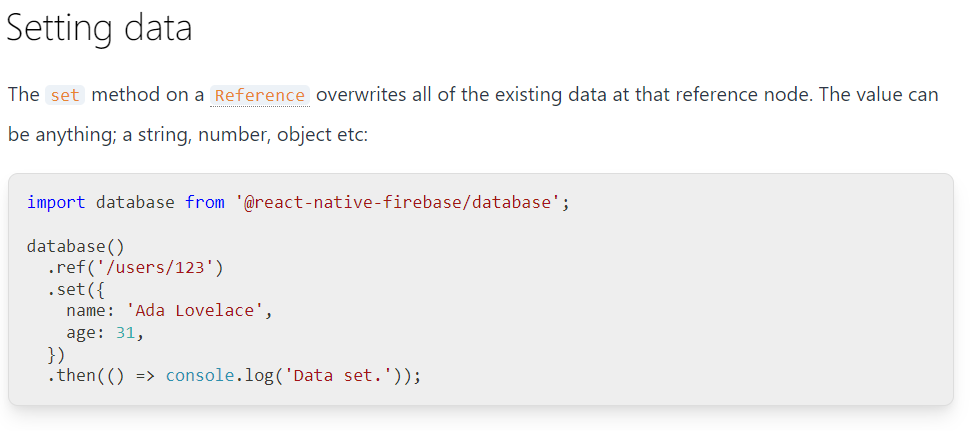 Setting data
The set method on a Reference overwrites all of the existing data at that reference node. The value can
be anything; a string, number, object etc:
import database from '@react-native-firebase/database';
database()
  .ref('/users/123')
  .set({
    name: 'Ada Lovelace',
    age: 31,
  })
  .then(() => console.log('Data set.'));